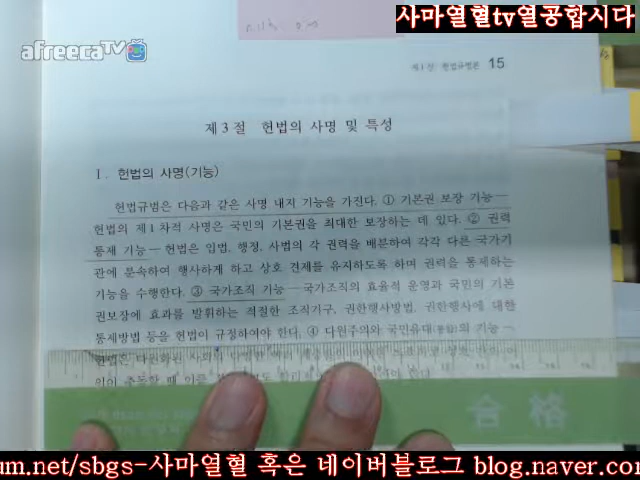 사마열혈tv열공합시다
afreecaTV
제1장 헌법규범론 15
제 3 절 헌법의 사명 및 특성
Ⅰ. 헌법의 사명(기능)
헌법규범은 다음과 같은 사명 내지 기능을 가진다. ① 기본권 보장 기능—
헌법의 제1차적 사명은 국민의 기본권을 최대한 보장하는 데 있다. ② 권력
통제 기능—헌법은 입법, 행정, 사법의 각 권력을 배분하여 각각 다른 국가기
관에 분속하여 행사하게 하고 상호 견제를 유지하도록 하며 권력을 통제하는
기능을 수행한다. ③ 국가조직 기능—국가조직의 효율적 운영과 국민의 기본
권보장에 효과를 발휘하는 적절한 조직기구, 권한행사방법, 권한행사에 대한
통제방법 등을 헌법이 규정하여야 한다. ④ 다원주의와 국민유대의 기능—
헌법은 다원화된
合格
um.net/sbgs-사마열혈 혹은 네이버블로그 blog.naver.com